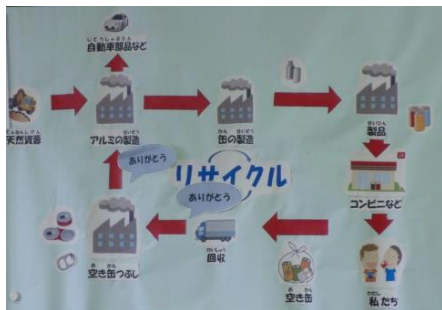 自動車部品など
天然資源
アルミの製造
缶の製造
製品
ありがとう
リサイクル
ありがとう
コンビニなど
空き缶つぶし
回収
空き缶
私たち